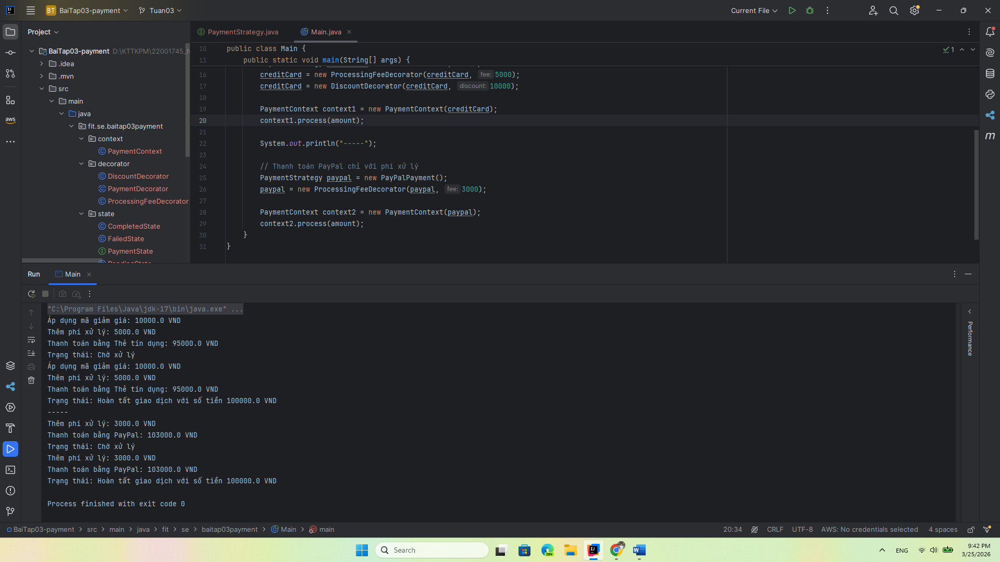 BT BaiTap03-payment Tuan03 Current File
Project
BaiTap03-payment D:\KTTKPM\22001745_N
.idea
.mvn
src
main
java
fit.se.baitap03payment
context
PaymentContext
decorator
DiscountDecorator
PaymentDecorator
ProcessingFeeDecorator
state
CompletedState
FailedState
PaymentState
aws
PaymentStrategy.java Main.java
1
10 public class Main {
11 public static void main(String[] args) {
16 creditCard = new ProcessingFeeDecorator(creditCard, fee: 5000);
17 creditCard = new DiscountDecorator(creditCard, discount: 10000);
18
19 PaymentContext context1 = new PaymentContext(creditCard);
20 context1.process(amount);
21
22 System.out.println("-----");
23
24 // Thanh toán PayPal chỉ với phí xử lý
25 PaymentStrategy paypal = new PayPalPayment();
26 paypal = new ProcessingFeeDecorator(paypal, fee: 3000);
27
28 PaymentContext context2 = new PaymentContext(paypal);
29 context2.process(amount);
30 }
31 }
m
Run Main
"C:\Program Files\Java\jdk-17\bin\java.exe" ...
Áp dụng mã giảm giá: 10000.0 VND
Thêm phí xử lý: 5000.0 VND
Thanh toán bằng Thẻ tín dụng: 95000.0 VND
Trạng thái: Chờ xử lý
Áp dụng mã giảm giá: 10000.0 VND
Thêm phí xử lý: 5000.0 VND
Thanh toán bằng Thẻ tín dụng: 95000.0 VND
Trạng thái: Hoàn tất giao dịch với số tiền 100000.0 VND
-----
Thêm phí xử lý: 3000.0 VND
Thanh toán bằng PayPal: 103000.0 VND
Trạng thái: Chờ xử lý
Thêm phí xử lý: 3000.0 VND
Thanh toán bằng PayPal: 103000.0 VND
Trạng thái: Hoàn tất giao dịch với số tiền 100000.0 VND
Process finished with exit code 0
Performance
BaiTap03-payment > src > main > java > fit > se > baitap03payment > Main > main
20:34 CRLF UTF-8 AWS: No credentials selected 4 spaces
Search
ENG
9:42 PM
3/25/2026